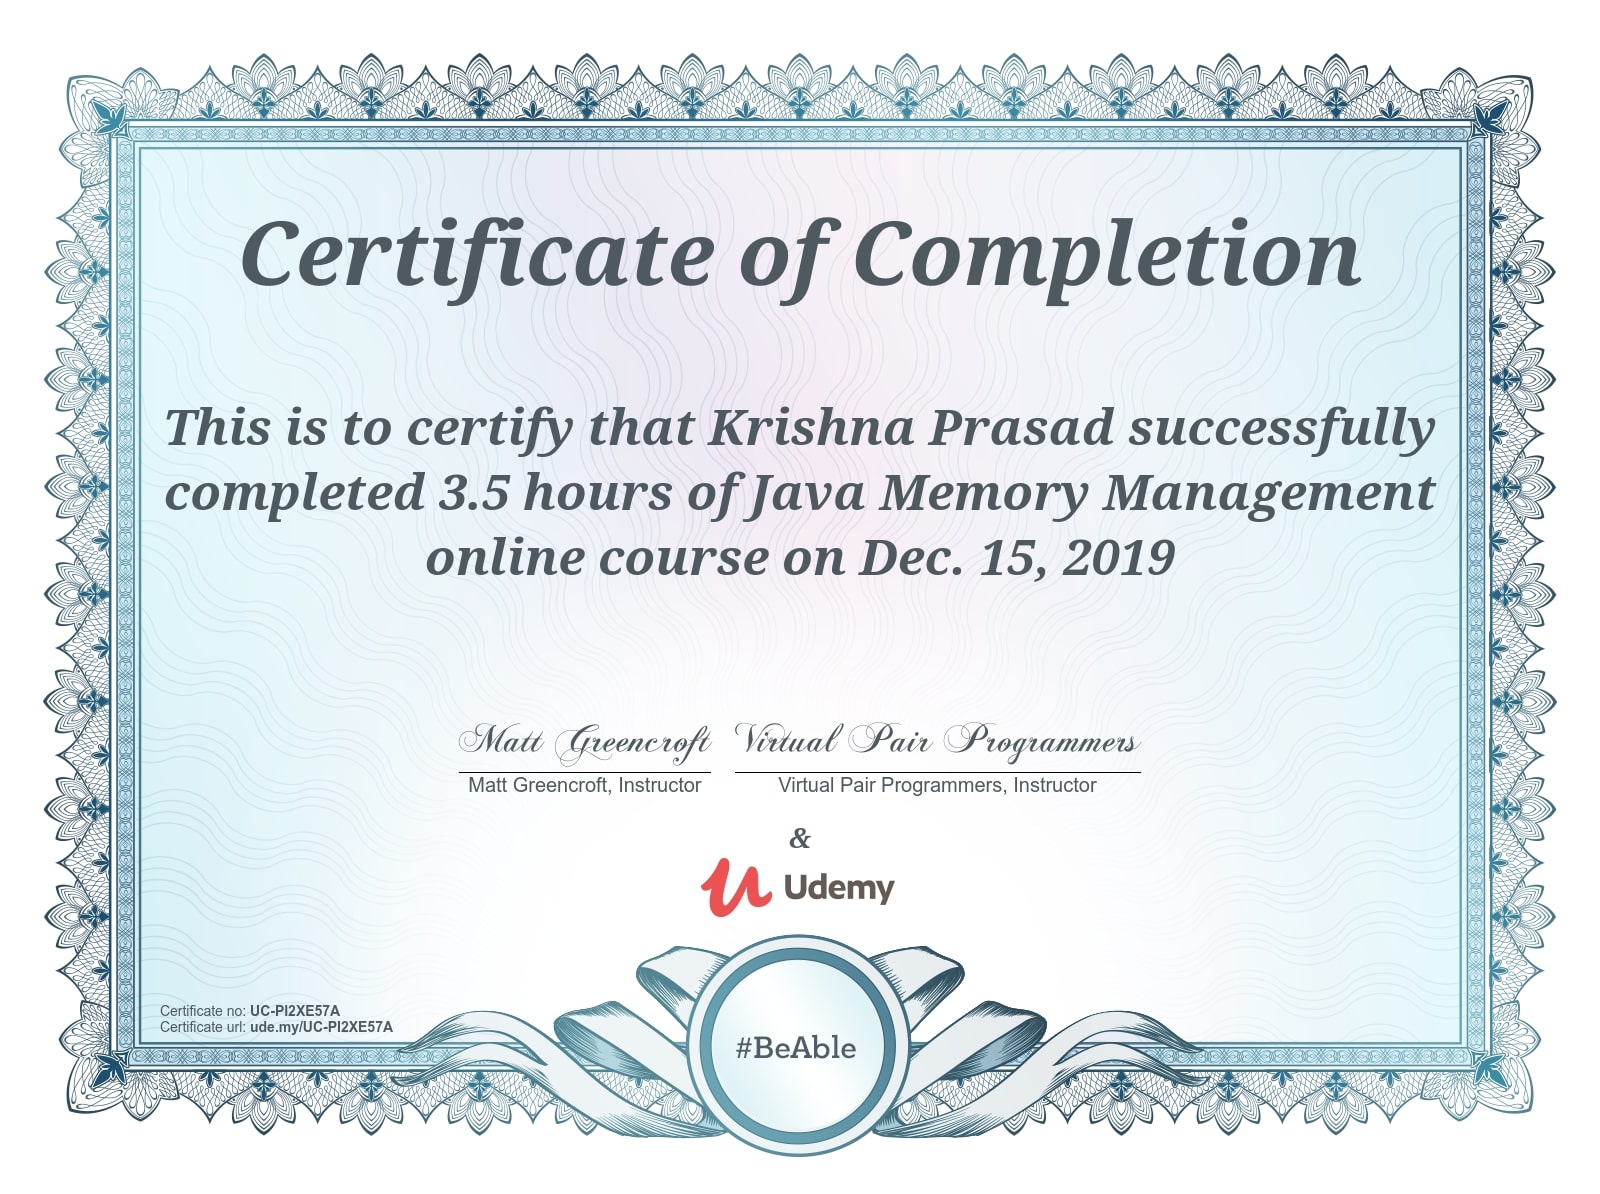 Certificate of Completion
This is to certify that Krishna Prasad successfully
completed 3.5 hours of Java Memory Management
online course on Dec. 15, 2019
Matt Greencroft Virtual Pair Programmers
Matt Greencroft, Instructor Virtual Pair Programmers, Instructor
&
Udemy
Certificate no: UC-PI2XE57A
Certificate url: ude.my/UC-PI2XE57A
#BeAble